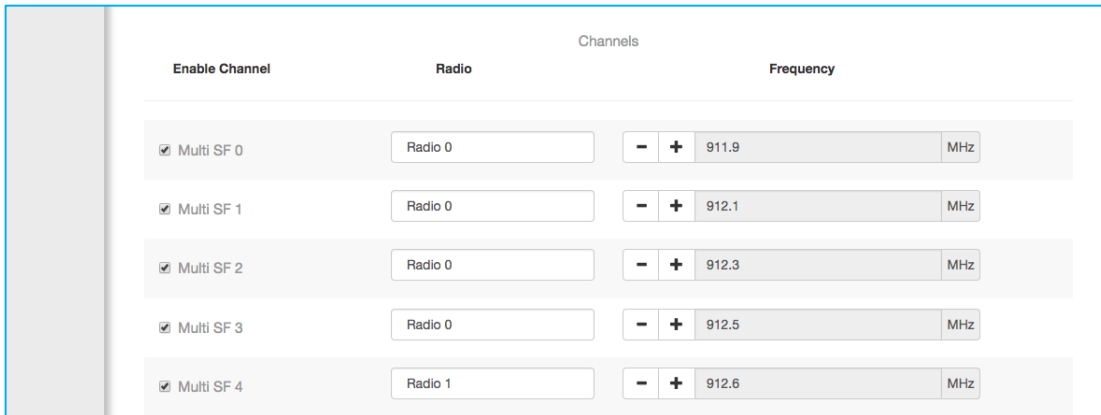 Channels
Enable Channel Radio Frequency
Multi SF 0 Radio 0 − + 911.9 MHz
Multi SF 1 Radio 0 − + 912.1 MHz
Multi SF 2 Radio 0 − + 912.3 MHz
Multi SF 3 Radio 0 − + 912.5 MHz
Multi SF 4 Radio 1 − + 912.6 MHz